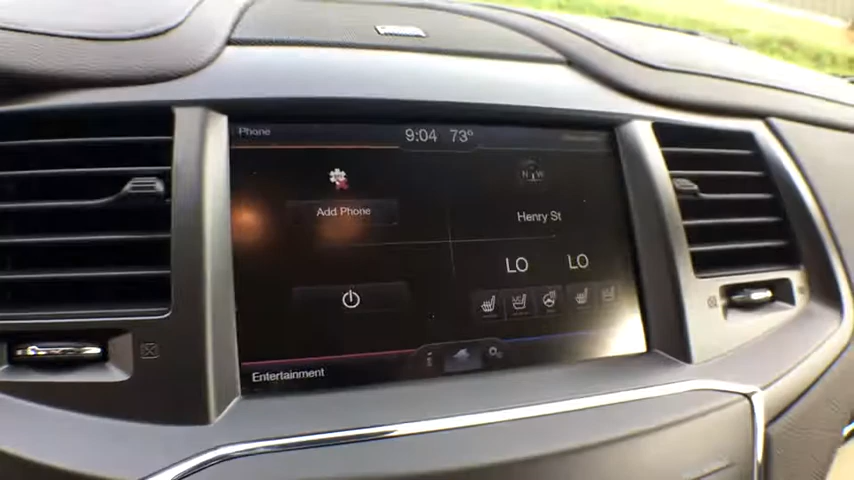 Phone
9:04 73°
N W
Add Phone
Henry St
LO LO
Entertainment
i